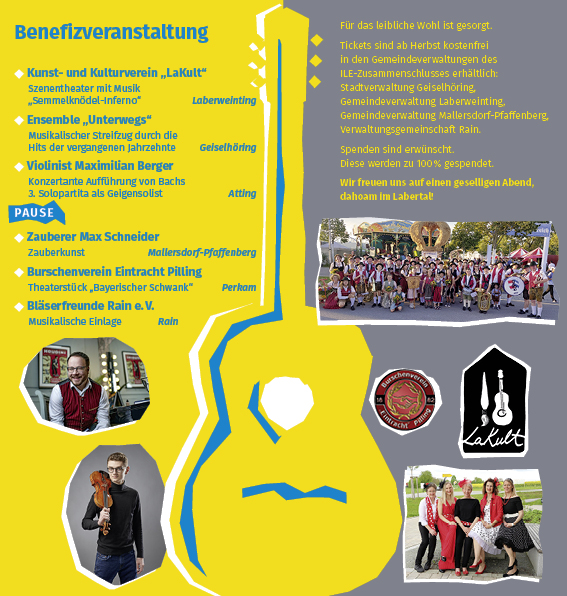 Benefizveranstaltung
Kunst- und Kulturverein „LaKult“
Szenentheater mit Musik
„Semmelknödel-Inferno“ Laberweinting
Ensemble „Unterwegs“
Musikalischer Streifzug durch die
Hits der vergangenen Jahrzehnte Geiselhöring
Violinist Maximilian Berger
Konzertante Aufführung von Bachs
3. Solopartita als Geigensolist Atting
PAUSE
Zauberer Max Schneider
Zauberkunst Mallersdorf-Pfaffenberg
Burschenverein Eintracht Pilling
Theaterstück „Bayerischer Schwank“ Perkam
Bläserfreunde Rain e. V.
Musikalische Einlage Rain
Für das leibliche Wohl ist gesorgt.
Tickets sind ab Herbst kostenfrei
in den Gemeindeverwaltungen des
ILE-Zusammenschlusses erhältlich:
Stadtverwaltung Geiselhöring,
Gemeindeverwaltung Laberweinting,
Gemeindeverwaltung Mallersdorf-Pfaffenberg,
Verwaltungsgemeinschaft Rain.
Spenden sind erwünscht.
Diese werden zu 100 % gespendet.
Wir freuen uns auf einen geselligen Abend,
dahoam im Labertal!
HOUDINI
Burschenverein
18 82
Eintracht Pilling
LaKult